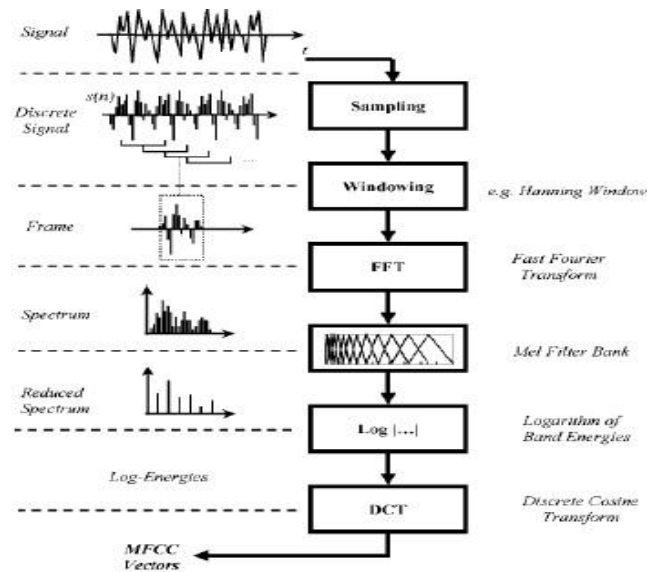 Signal
t
Sampling
s(n)
Discrete
Signal
...
Windowing
e.g. Hanning Window
Frame
FFT
Fast Fourier
Transform
Spectrum
Mel Filter Bank
Reduced
Spectrum
Log |...|
Logarithm of
Band Energies
Log-Energies
DCT
Discrete Cosine
Transform
MFCC
Vectors